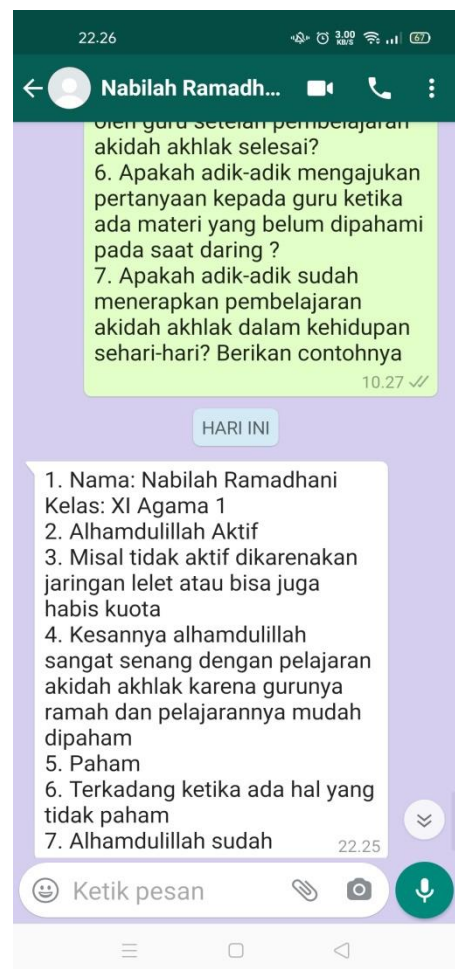 22.26
3.00 KB/S
67
Nabilah Ramadh...
oleh guru setelah pembelajaran
akidah akhlak selesai?
6. Apakah adik-adik mengajukan
pertanyaan kepada guru ketika
ada materi yang belum dipahami
pada saat daring ?
7. Apakah adik-adik sudah
menerapkan pembelajaran
akidah akhlak dalam kehidupan
sehari-hari? Berikan contohnya
10.27
HARI INI
1. Nama: Nabilah Ramadhani
Kelas: XI Agama 1
2. Alhamdulillah Aktif
3. Misal tidak aktif dikarenakan
jaringan lelet atau bisa juga
habis kuota
4. Kesannya alhamdulillah
sangat senang dengan pelajaran
akidah akhlak karena gurunya
ramah dan pelajarannya mudah
dipaham
5. Paham
6. Terkadang ketika ada hal yang
tidak paham
7. Alhamdulillah sudah
22.25
Ketik pesan